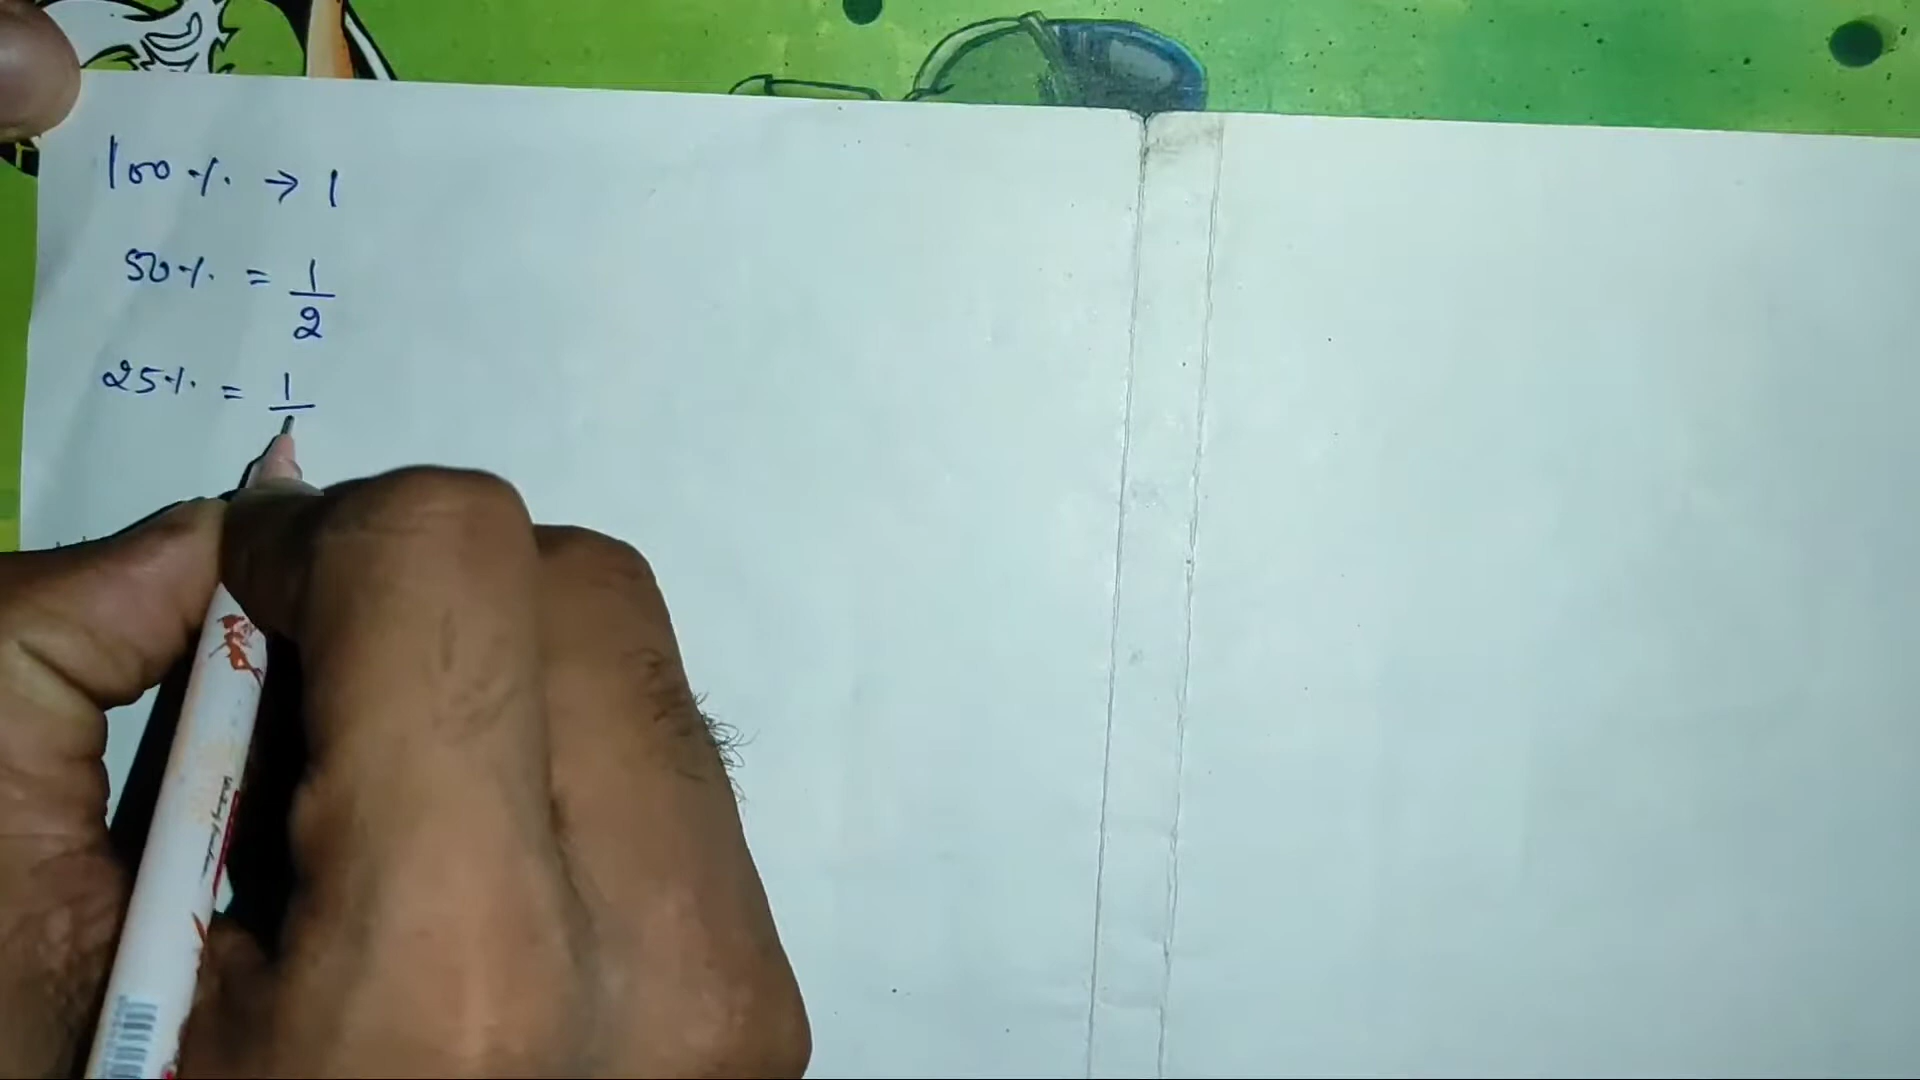 100% → 1
50% = 1/2
25% = 1/